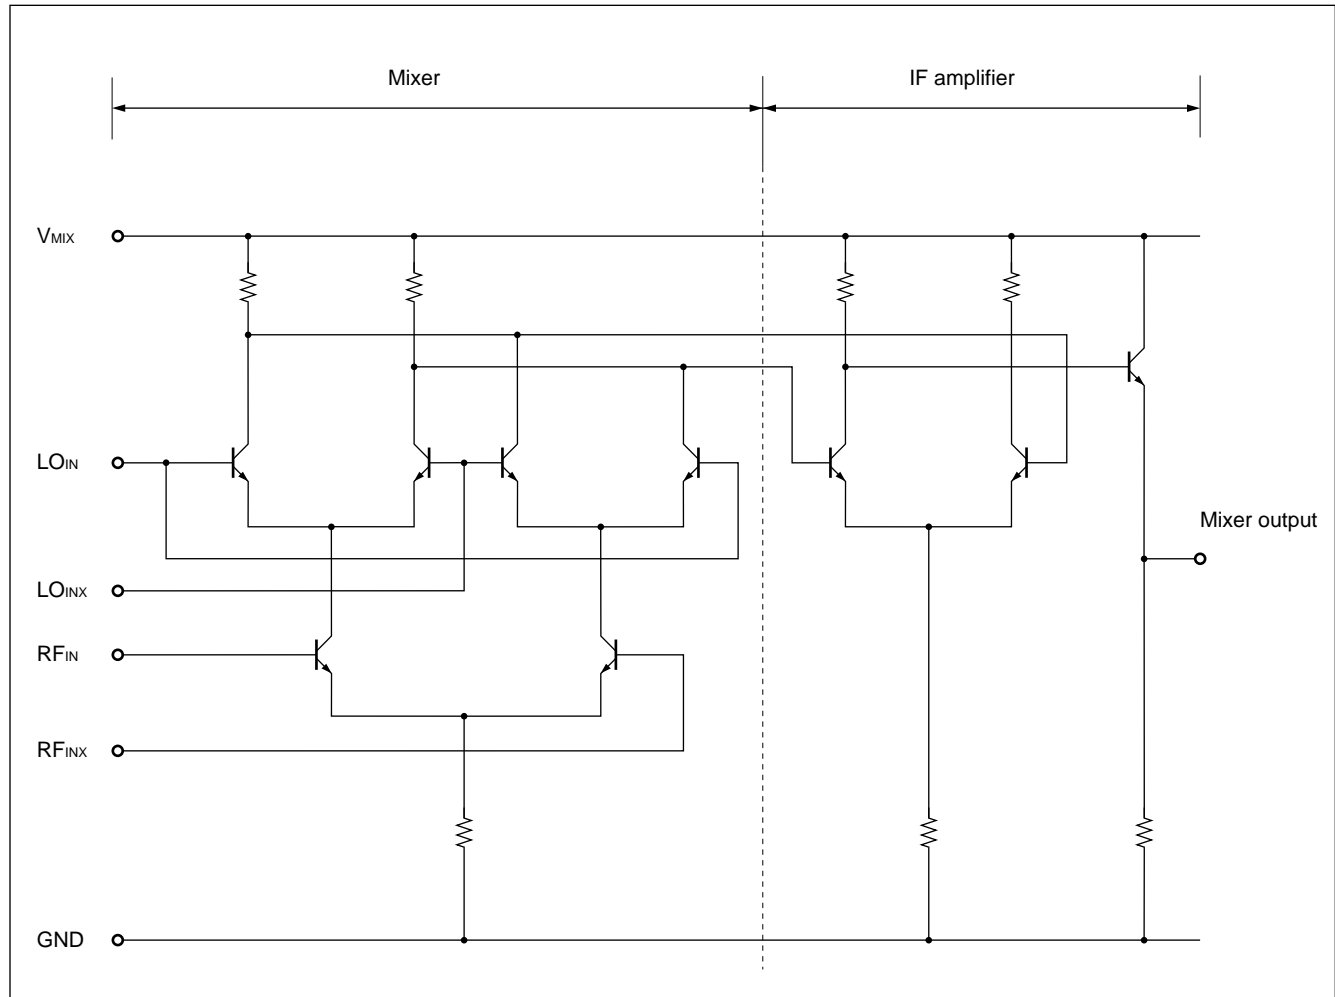 Mixer
IF amplifier
VMIX
LOIN
LOINX
RFIN
RFINX
GND
Mixer output